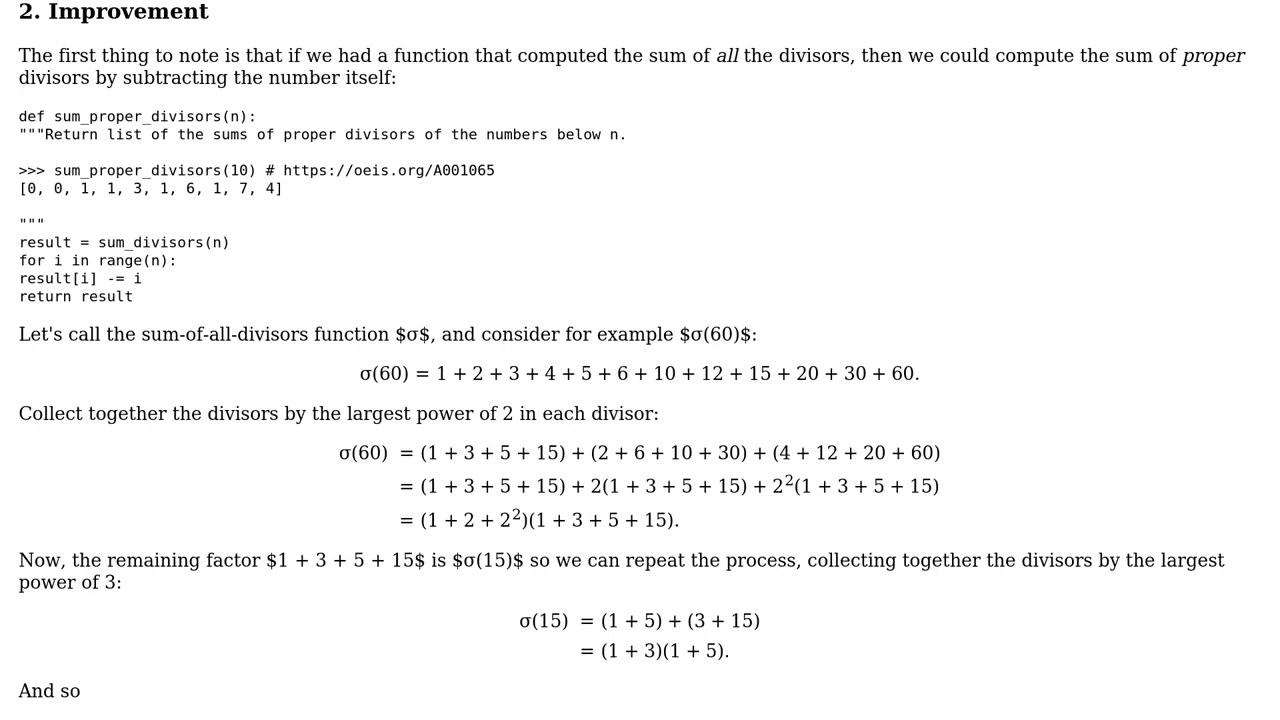 2. Improvement
The first thing to note is that if we had a function that computed the sum of all the divisors, then we could compute the sum of proper
divisors by subtracting the number itself:
def sum_proper_divisors(n):
"""Return list of the sums of proper divisors of the numbers below n.
>>> sum_proper_divisors(10) # https://oeis.org/A001065
[0, 0, 1, 1, 3, 1, 6, 1, 7, 4]
"""
result = sum_divisors(n)
for i in range(n):
result[i] -= i
return result
Let's call the sum-of-all-divisors function $σ$, and consider for example $σ(60)$:
σ(60) = 1 + 2 + 3 + 4 + 5 + 6 + 10 + 12 + 15 + 20 + 30 + 60.
Collect together the divisors by the largest power of 2 in each divisor:
σ(60) = (1 + 3 + 5 + 15) + (2 + 6 + 10 + 30) + (4 + 12 + 20 + 60)
= (1 + 3 + 5 + 15) + 2(1 + 3 + 5 + 15) + 2²(1 + 3 + 5 + 15)
= (1 + 2 + 2²)(1 + 3 + 5 + 15).
Now, the remaining factor $1 + 3 + 5 + 15$ is $σ(15)$ so we can repeat the process, collecting together the divisors by the largest
power of 3:
σ(15) = (1 + 5) + (3 + 15)
= (1 + 3)(1 + 5).
And so